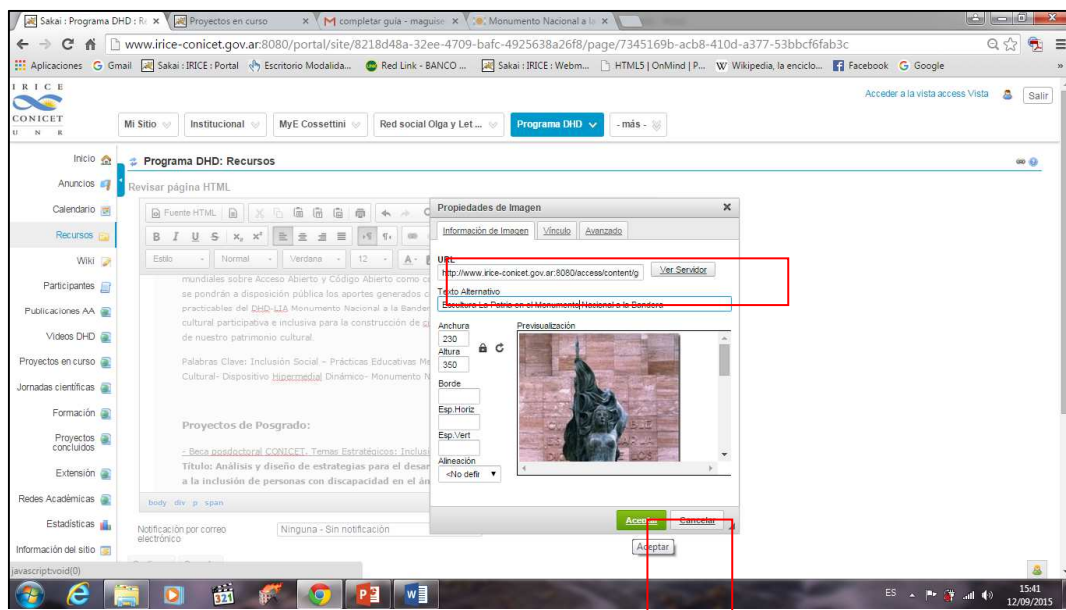 Sakai : Programa DHD : Re
Proyectos en curso
completar guía - maguise
Monumento Nacional a la
www.irice-conicet.gov.ar:8080/portal/site/8218d48a-32ee-4709-bafc-4925638a26f8/page/7345169b-acb8-410d-a377-53bbcf6fab3c
Aplicaciones Gmail Sakai : IRICE : Portal Escritorio Modalida... Red Link - BANCO ... Sakai : IRICE : Webm... HTML5 | OnMind | P... Wikipedia, la enciclo... Facebook Google »
IRICE
CONICET
U N R
Acceder a la vista access Vista Salir
Mi Sitio Institucional MyE Cossettini Red social Olga y Let ... Programa DHD - más -
Inicio
Anuncios
Calendario
Recursos
Wiki
Participantes
Publicaciones AA
Videos DHD
Proyectos en curso
Jornadas científicas
Formación
Proyectos concluidos
Extensión
Redes Académicas
Estadísticas
Información del sitio
Programa DHD: Recursos
Revisar página HTML
Fuente HTML
B I U S x₂ x²
Estilo Normal Verdana 12 A-
mundiales sobre Acceso Abierto y Código Abierto como
se pondrán a disposición pública los aportes generados
practicables del DHD-LIA Monumento Nacional a la Bander
cultural participativa e inclusiva para la construcción de
de nuestro patrimonio cultural.
Palabras Clave: Inclusión Social – Prácticas Educativas Me
Cultural- Dispositivo Hipermedial Dinámico- Monumento N
Proyectos de Posgrado:
- Beca posdoctoral CONICET. Temas Estratégicos: Inclus
Título: Análisis y diseño de estrategias para el desar
a la inclusión de personas con discapacidad en el án
body div p span
Notificación por correo electrónico
Ninguna - Sin notificación
Propiedades de Imagen
Información de Imagen Vínculo Avanzado
URL
http://www.irice-conicet.gov.ar:8080/access/content/g
Ver Servidor
Texto Alternativo
Escultura La Patria en el Monumento Nacional a la Bandera
Anchura
230
Altura
350
Borde
Esp.Horiz
Esp.Vert
Alineación
<No defir
Previsualización
Aceptar Cancelar
Aceptar
javascript:void(0)
ES
15:41
12/09/2015